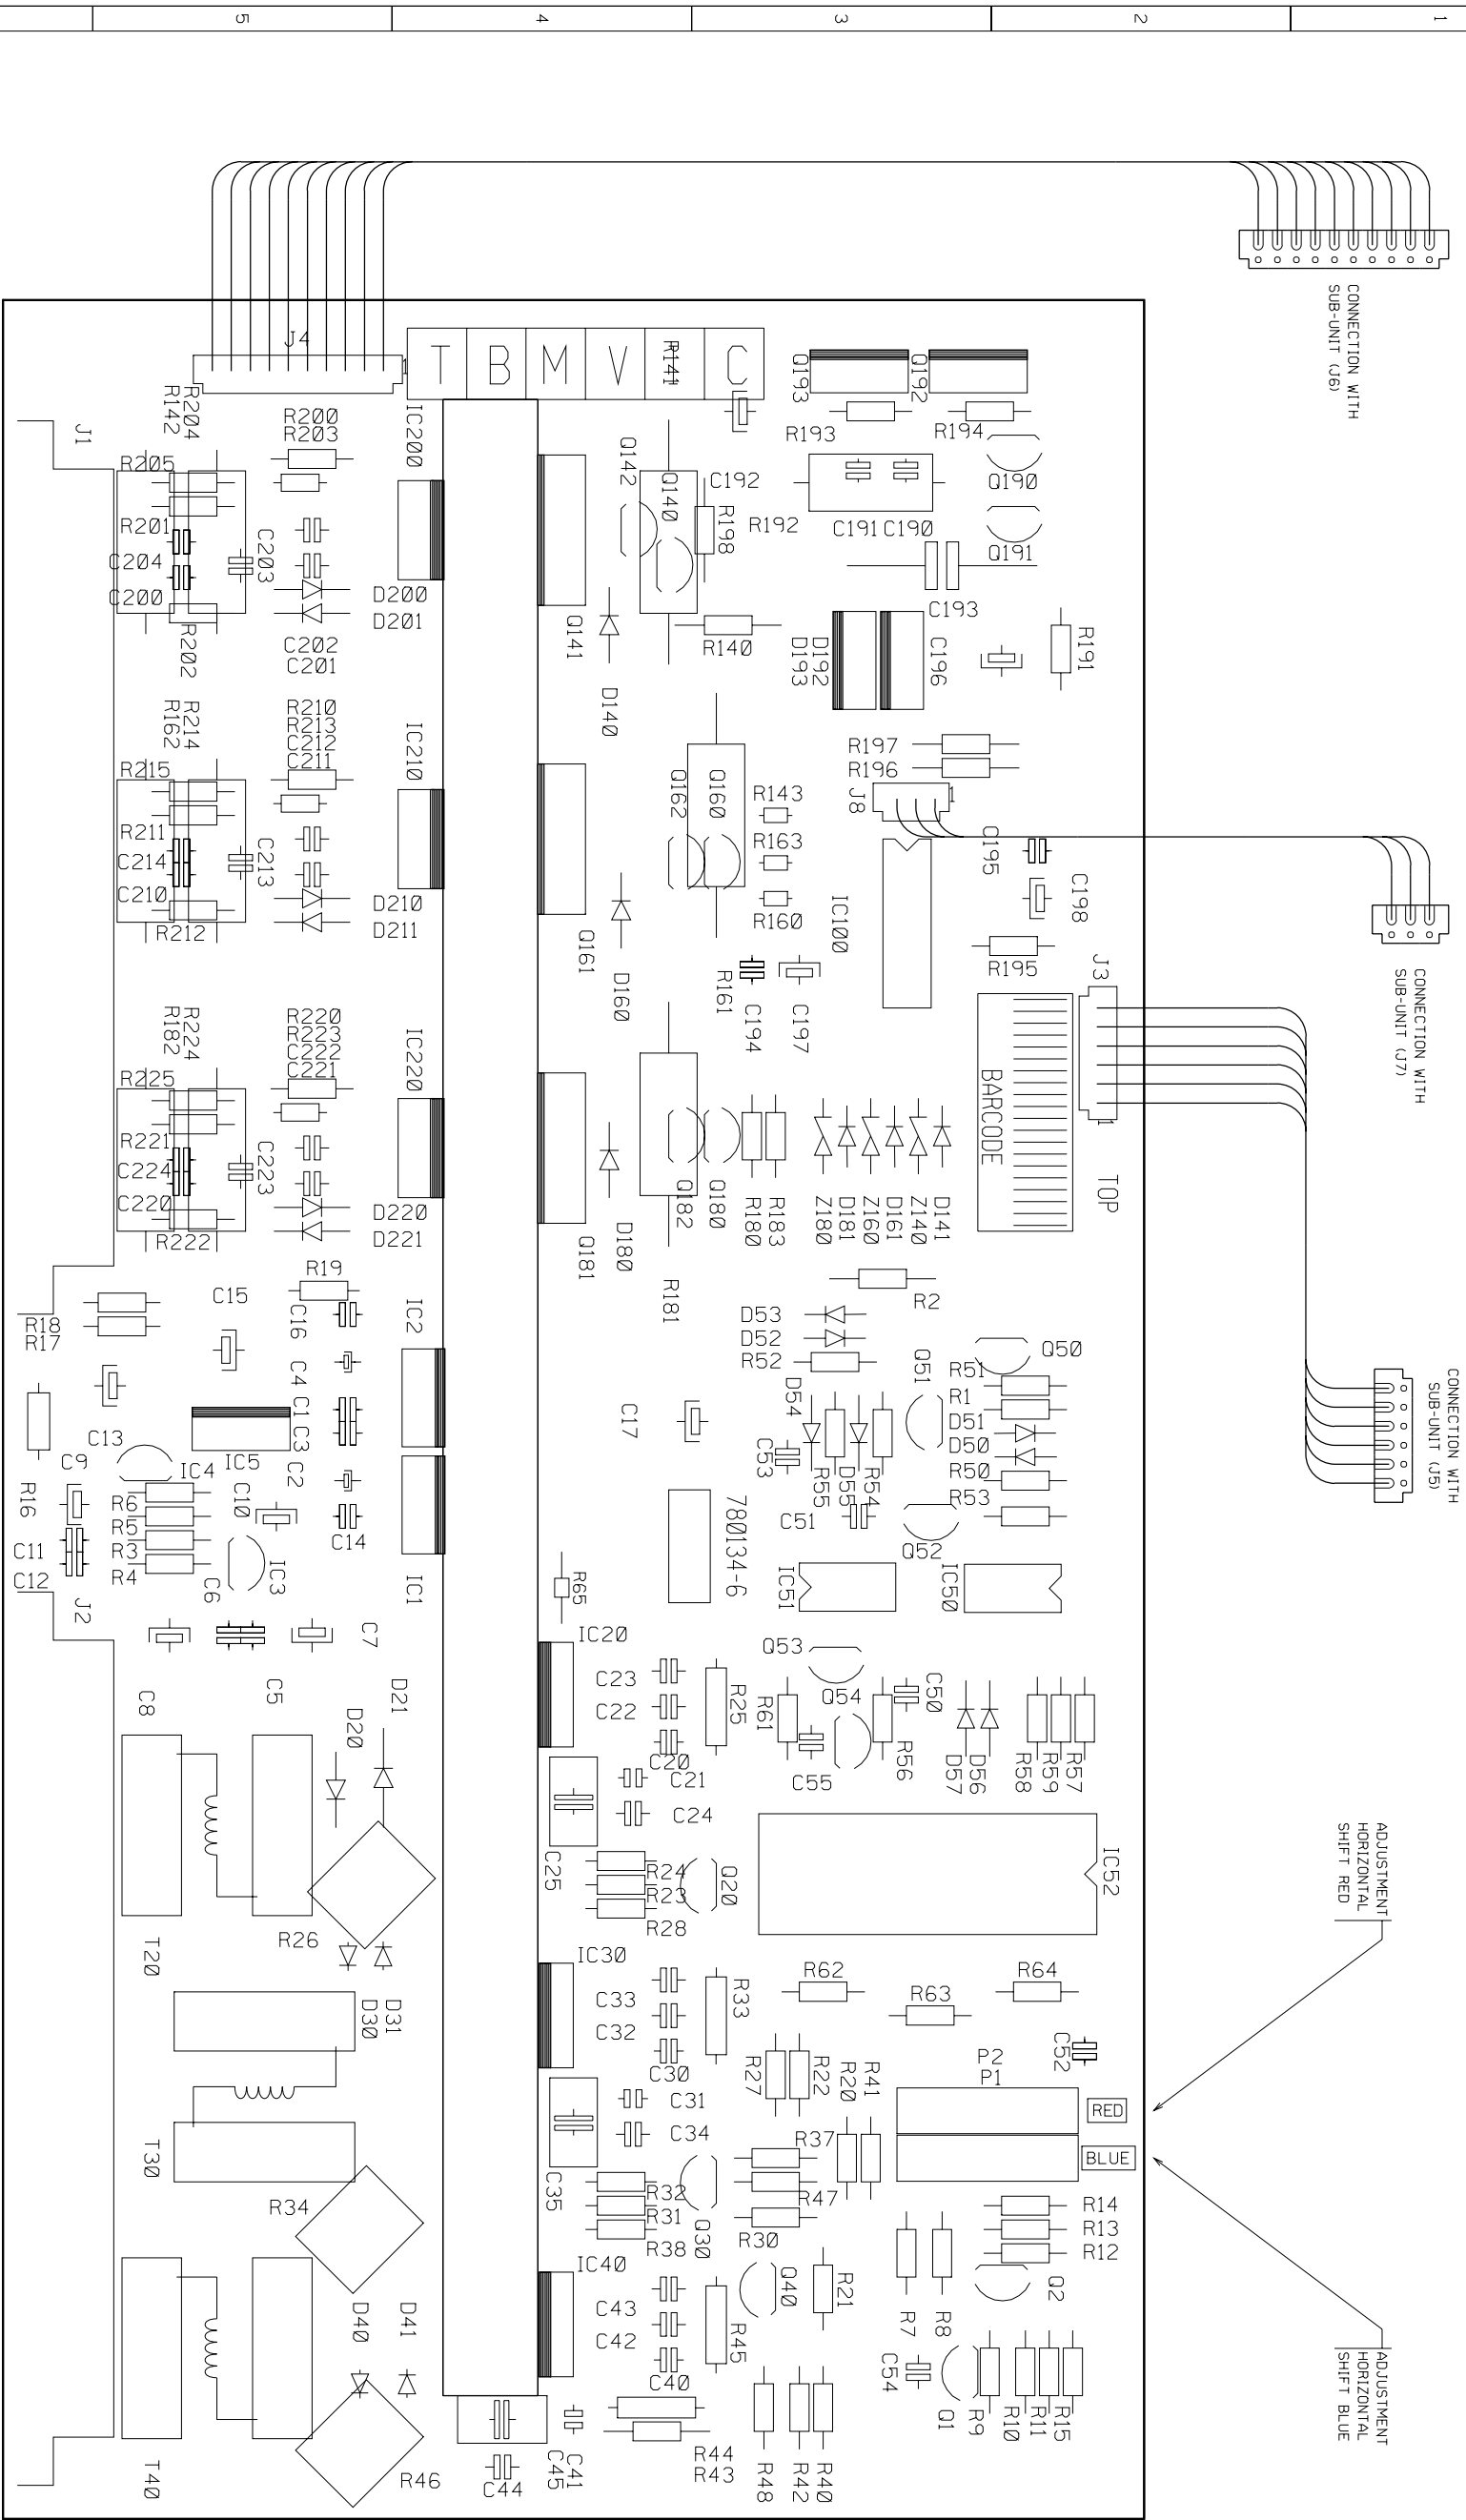 5
4
3
2
1
CONNECTION WITH
SUB-UNIT (J6)
J4
1
T
B
M
V
R141
C
Q193
Q192
R193
R194
J1
R204
R142
R200
R203
IC200
R205
R201
C204
C200
C203
R202
D200
D201
C202
C201
Q142
Q140
Q141
C192
R198
R192
C191
C190
Q190
Q191
C193
R140
D192
D193
C196
R191
D140
R214
R162
R210
R213
C212
C211
IC210
R215
R211
C214
C210
C213
R212
D210
D211
Q162
Q160
R143
R163
R160
Q161
D160
R161
C194
C197
R197
R196
J8
1
C195
C198
IC100
R195
J3
1
CONNECTION WITH
SUB-UNIT (J7)
R224
R182
R220
R223
C222
C221
IC220
R225
R221
C224
C220
C223
R222
D220
D221
Q182
Q180
Q181
D180
R181
R180
R183
Z180
D181
Z160
D161
Z140
D141
BARCODE
TOP
R19
C15
C16
IC2
R18
R17
C4
C1
C3
C2
C13
C9
R16
IC4
IC5
C10
R6
R5
R3
R4
C11
C12
J2
C6
IC3
C14
IC1
C7
R2
D53
D52
R52
Q51
Q50
R51
R1
D51
D50
R50
R53
D54
C53
R55
D55
R54
C17
C51
Q52
780134-6
IC51
IC50
CONNECTION WITH
SUB-UNIT (J5)
R65
IC20
C23
C22
C20
C21
C24
R25
Q53
R61
Q54
C50
C55
R56
D57
D56
R58
R59
R57
C8
C5
D21
D20
R26
T20
C25
R24
R23
R28
Q20
IC52
ADJUSTMENT
HORIZONTAL
SHIFT RED
IC30
C33
C32
C30
C31
C34
R33
R62
R63
R64
D31
D30
T30
R34
C35
R32
R31
R38
Q30
R27
R22
R20
R41
R37
R47
R30
C52
P2
P1
RED
BLUE
R14
R13
R12
Q2
IC40
C43
C42
C40
R45
Q40
R21
R7
R8
C54
Q1
R9
R10
R11
R15
D40
D41
T40
R46
C44
C45
C41
R44
R43
R48
R42
R40
ADJUSTMENT
HORIZONTAL
SHIFT BLUE